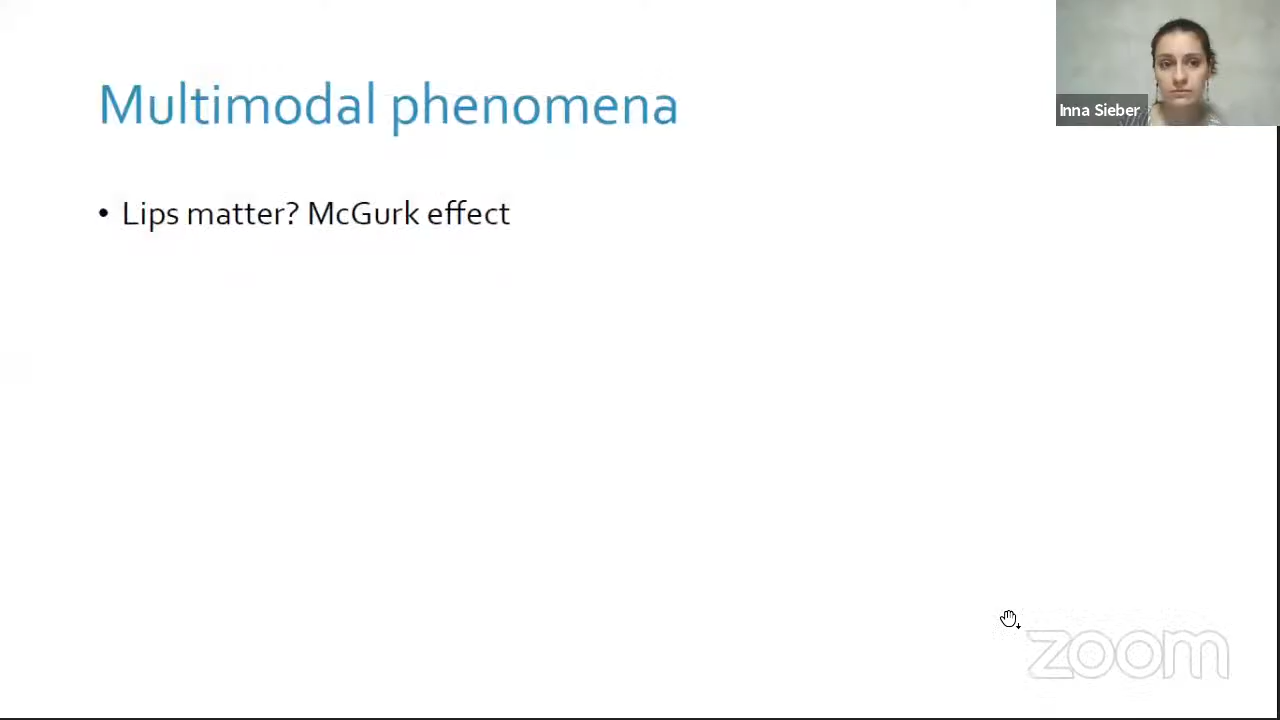 Multimodal phenomena
Inna Sieber
• Lips matter? McGurk effect
zoom